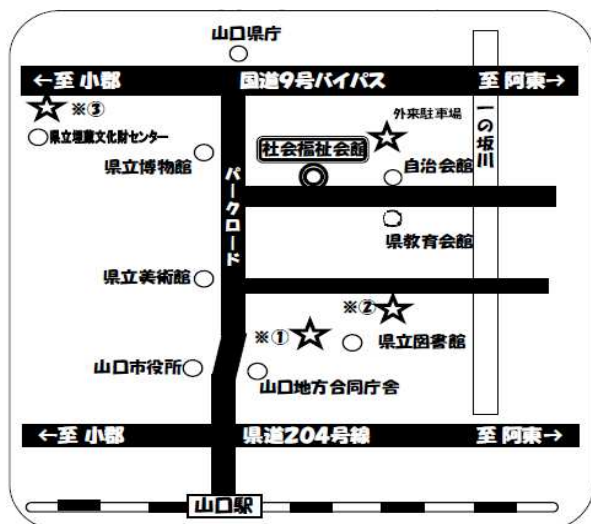 山口県庁
←至 小郡
国道9号バイパス
至 阿東→
※③
県立埋蔵文化財センター
県立博物館
パークロード
社会福祉会館
外来駐車場
自治会館
一の坂川
県教育会館
県立美術館
※①
※②
県立図書館
山口市役所
山口地方合同庁舎
←至 小郡
県道204号線
至 阿東→
山口駅